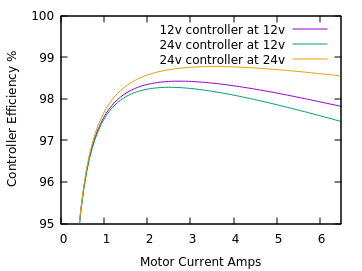 100
99
98
97
96
95
0 1 2 3 4 5 6
Controller Efficiency %
Motor Current Amps
12v controller at 12v
24v controller at 12v
24v controller at 24v